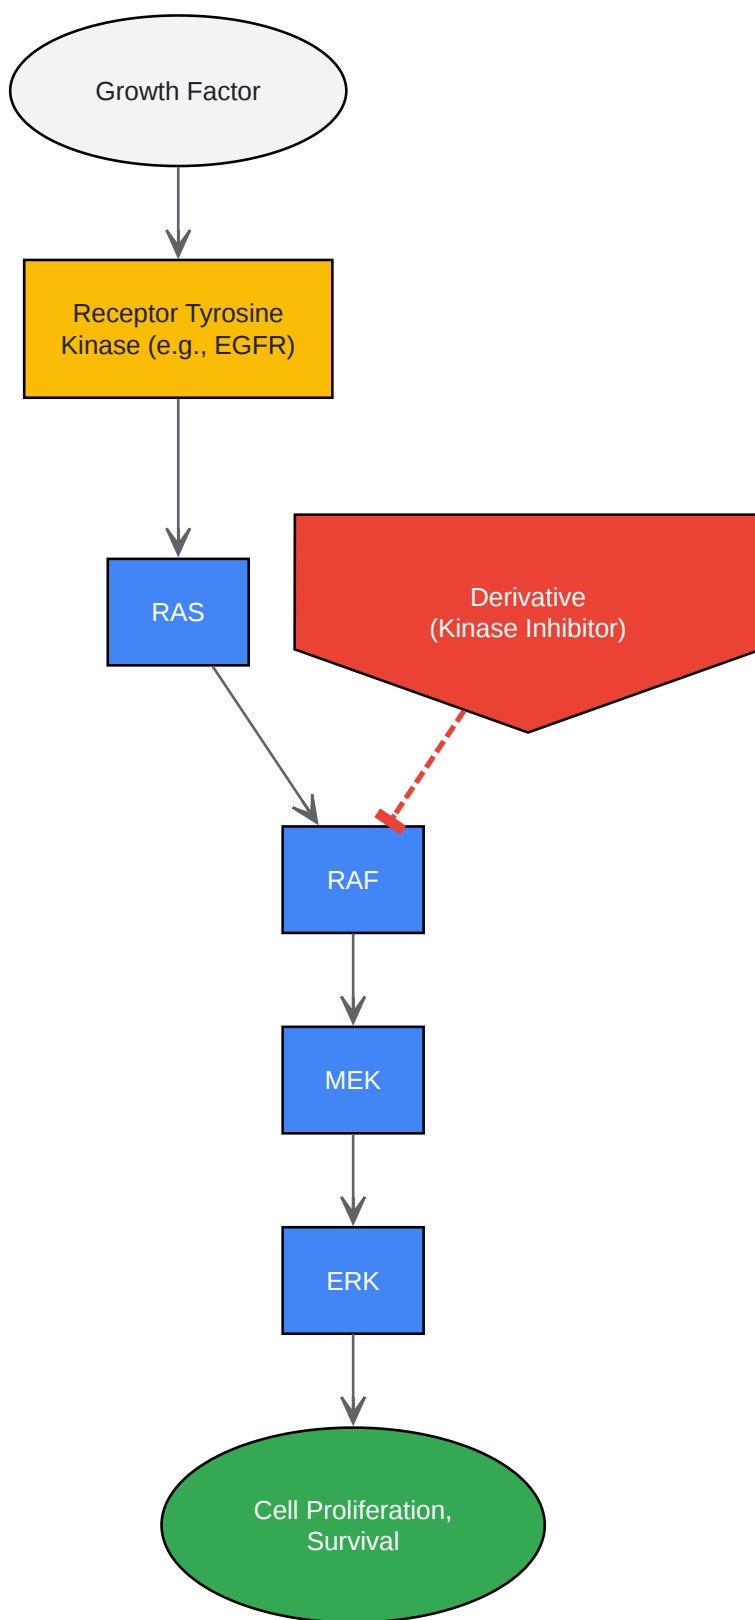 Growth Factor
Receptor Tyrosine
Kinase (e.g., EGFR)
RAS
Derivative
(Kinase Inhibitor)
RAF
MEK
ERK
Cell Proliferation,
Survival